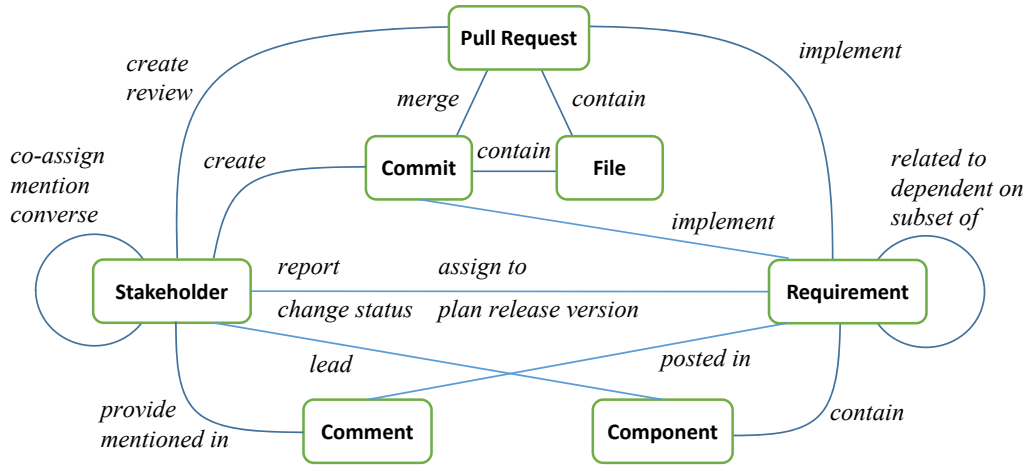 Pull Request
create
review
implement
merge
contain
co-assign
mention
converse
create
Commit
contain
File
related to
dependent on
subset of
implement
Stakeholder
report
assign to
Requirement
change status
plan release version
lead
posted in
provide
mentioned in
Comment
Component
contain